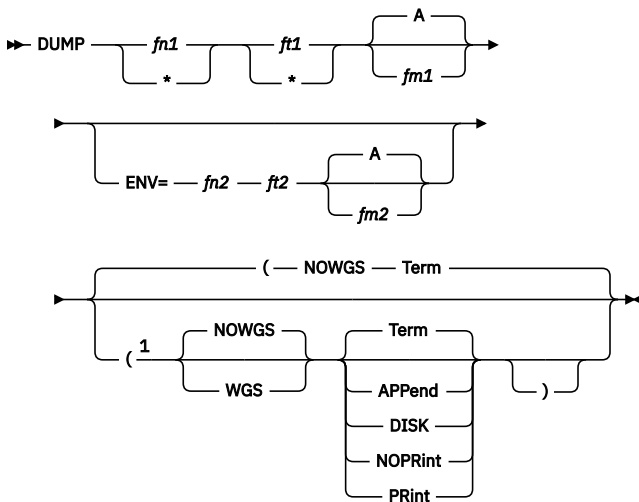 A
DUMP fn1 ft1
* * fm1
A
ENV= fn2 ft2
fm2
( NOWGS Term
NOWGS Term
( 1
WGS APPend )
DISK
NOPRint
PRint